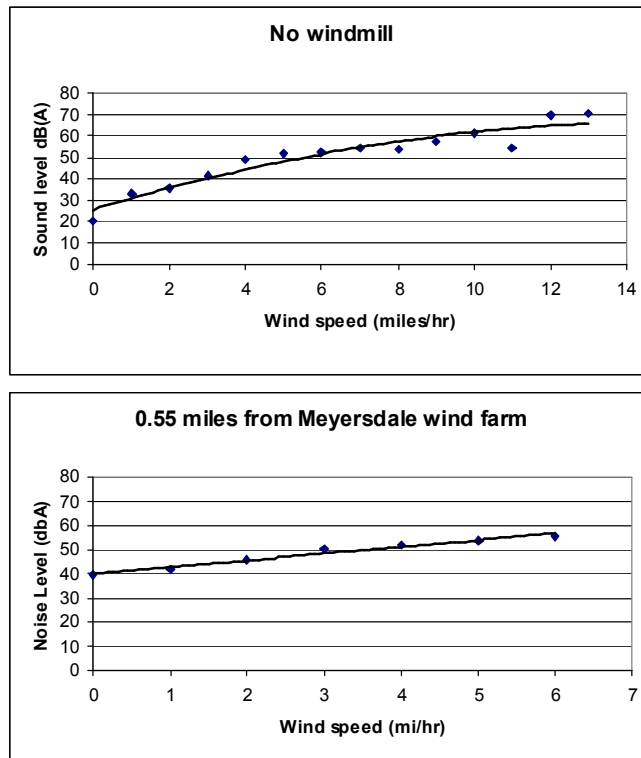 No windmill
Sound level dB(A)
80
70
60
50
40
30
20
10
0
0 2 4 6 8 10 12 14
Wind speed (miles/hr)
0.55 miles from Meyersdale wind farm
Noise Level (dbA)
80
70
60
50
40
30
20
10
0
0 1 2 3 4 5 6 7
Wind speed (mi/hr)